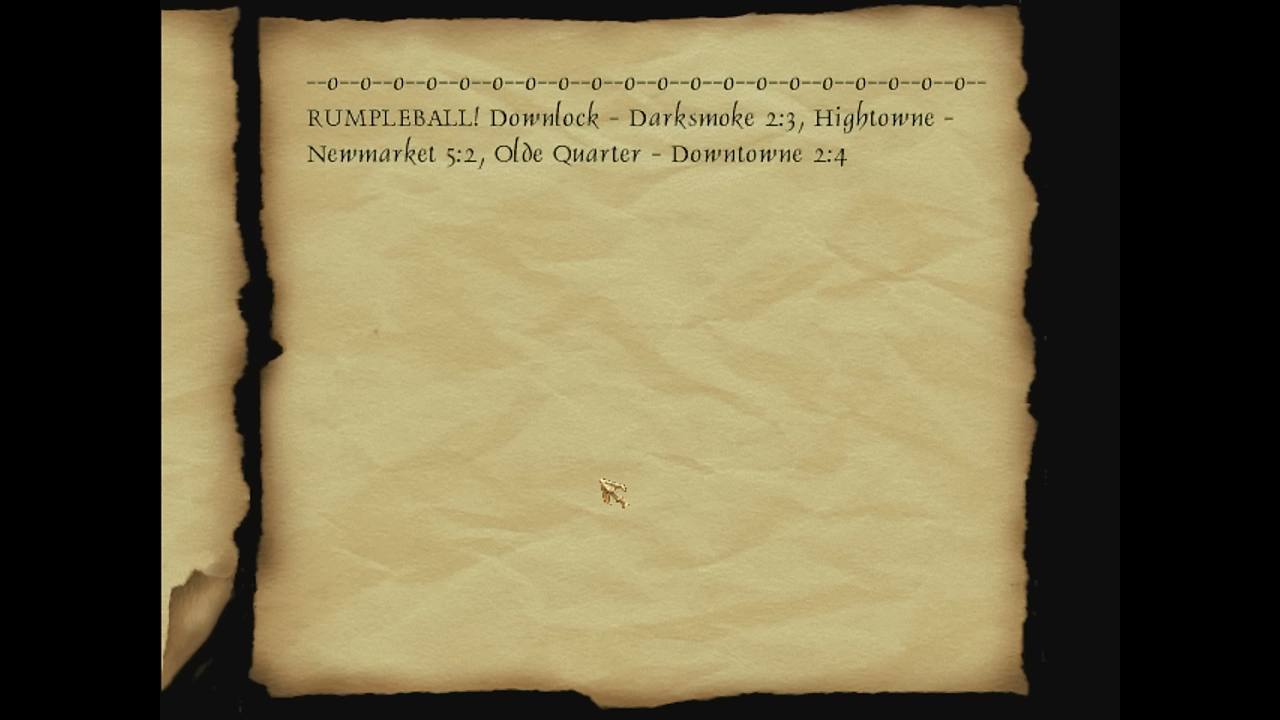 --o--o--o--o--o--o--o--o--o--o--o--o--o--o--o--o--o--o--o--o--
RUMPLEBALL! Downlock - Darksmoke 2:3, Hightowne -
Newmarket 5:2, Olde Quarter - Downtowne 2:4